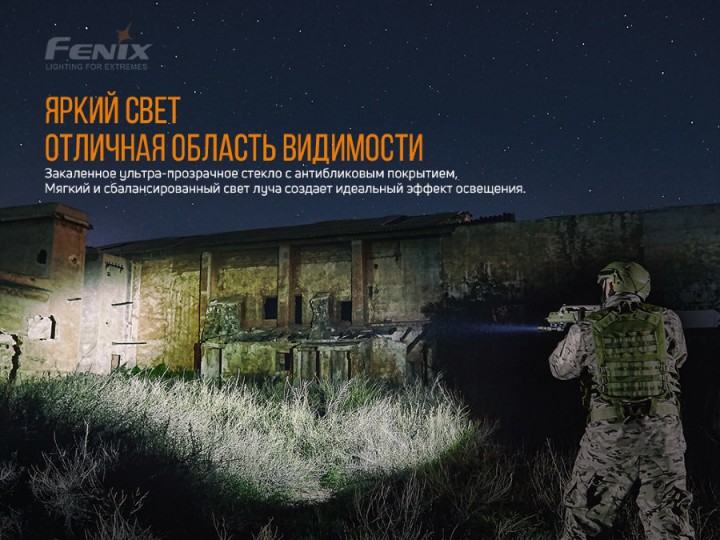 FENIX
LIGHTING FOR EXTREMES
ЯРКИЙ СВЕТ
ОТЛИЧНАЯ ОБЛАСТЬ ВИДИМОСТИ
Закаленное ультра-прозрачное стекло с антибликовым покрытием,
Мягкий и сбалансированный свет луча создает идеальный эффект освещения.